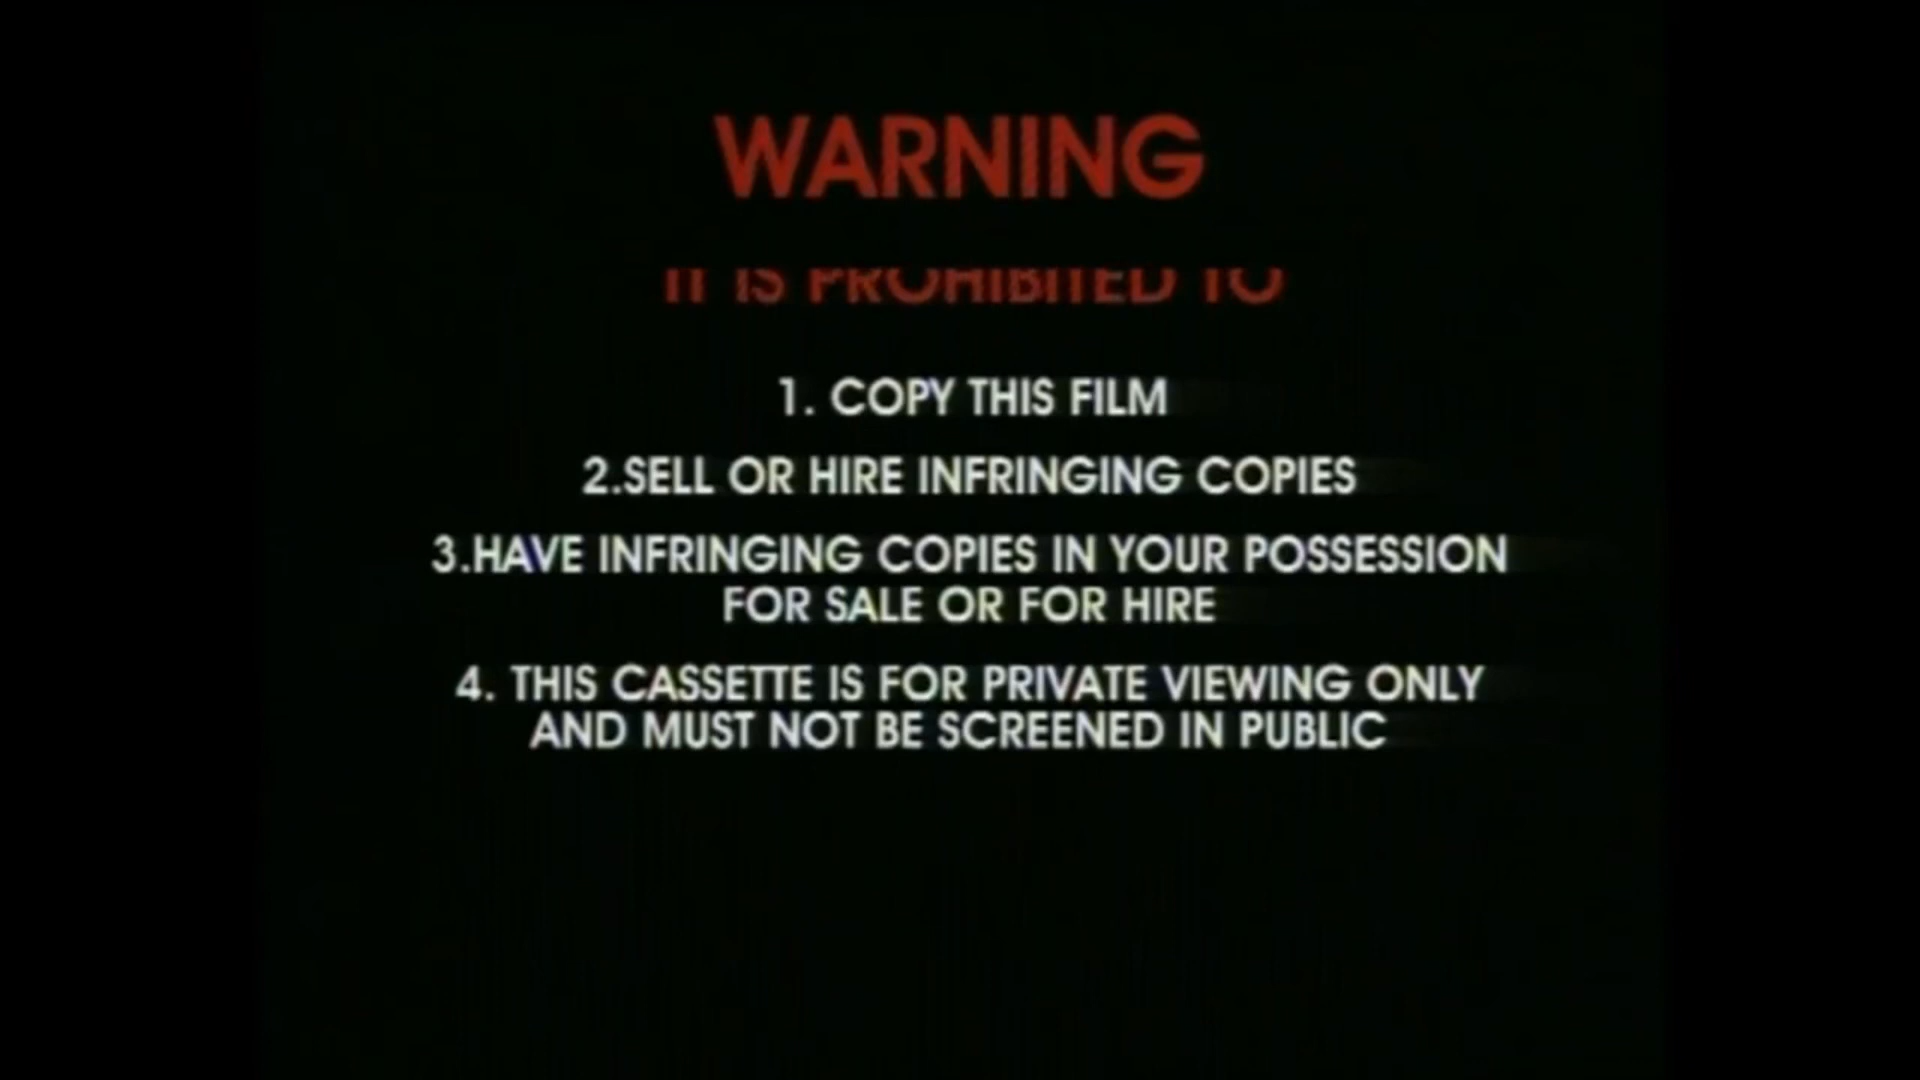 WARNING
IT IS PROHIBITED TO
1. COPY THIS FILM
2.SELL OR HIRE INFRINGING COPIES
3.HAVE INFRINGING COPIES IN YOUR POSSESSION
FOR SALE OR FOR HIRE
4. THIS CASSETTE IS FOR PRIVATE VIEWING ONLY
AND MUST NOT BE SCREENED IN PUBLIC